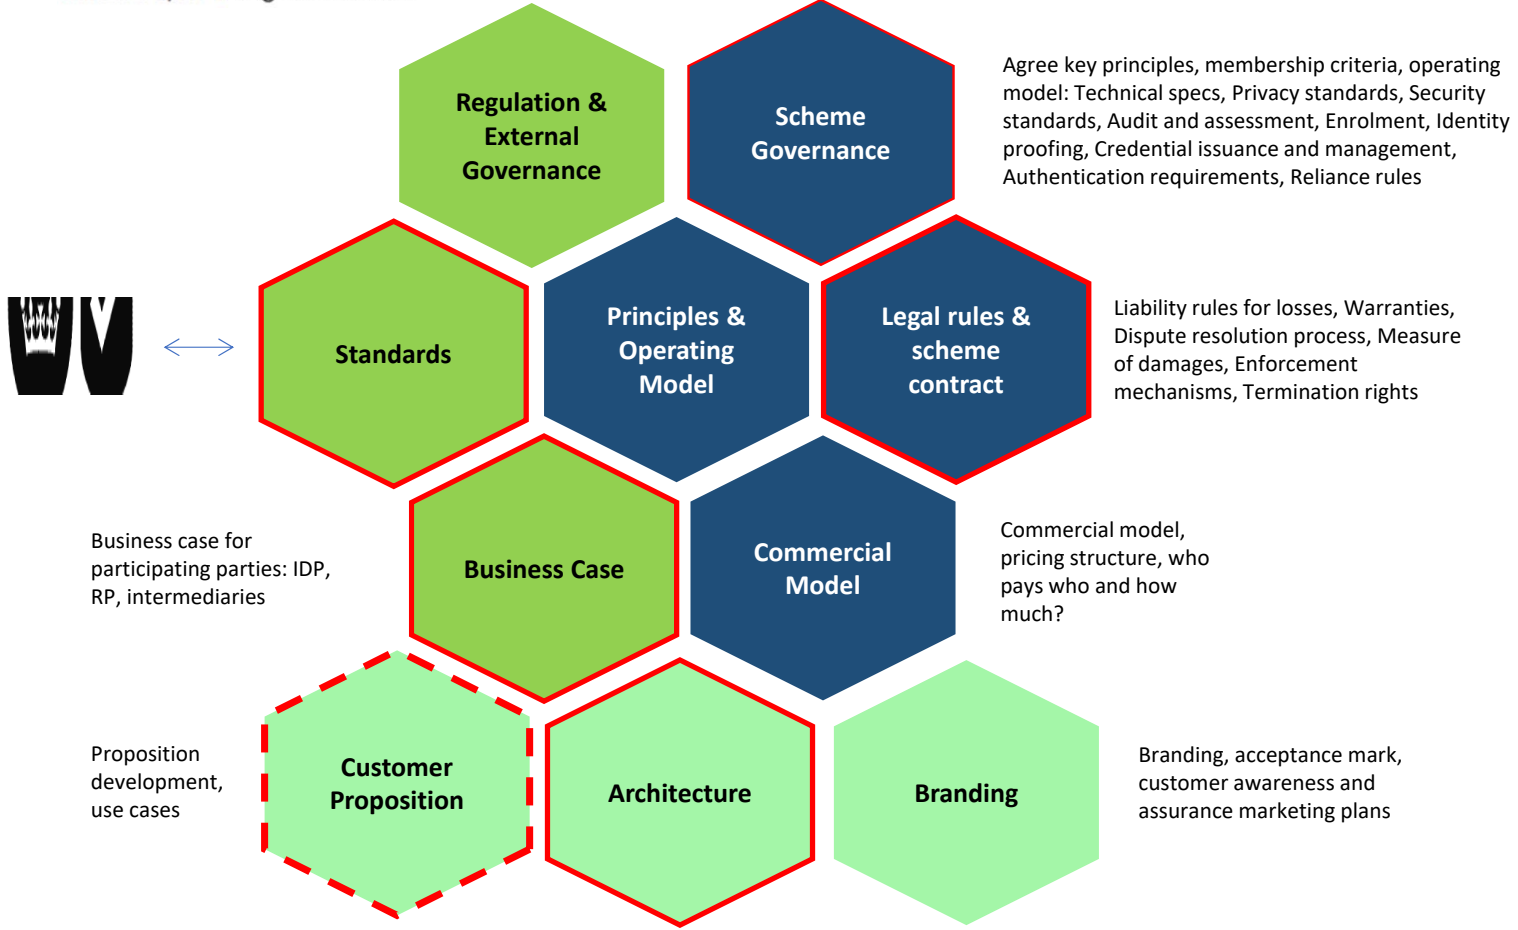 Regulation &
External
Governance
Scheme
Governance
Agree key principles, membership criteria, operating
model: Technical specs, Privacy standards, Security
standards, Audit and assessment, Enrolment, Identity
proofing, Credential issuance and management,
Authentication requirements, Reliance rules
Standards
Principles &
Operating
Model
Legal rules &
scheme
contract
Liability rules for losses, Warranties,
Dispute resolution process, Measure
of damages, Enforcement
mechanisms, Termination rights
Business case for
participating parties: IDP,
RP, intermediaries
Business Case
Commercial
Model
Commercial model,
pricing structure, who
pays who and how
much?
Proposition
development,
use cases
Customer
Proposition
Architecture
Branding
Branding, acceptance mark,
customer awareness and
assurance marketing plans